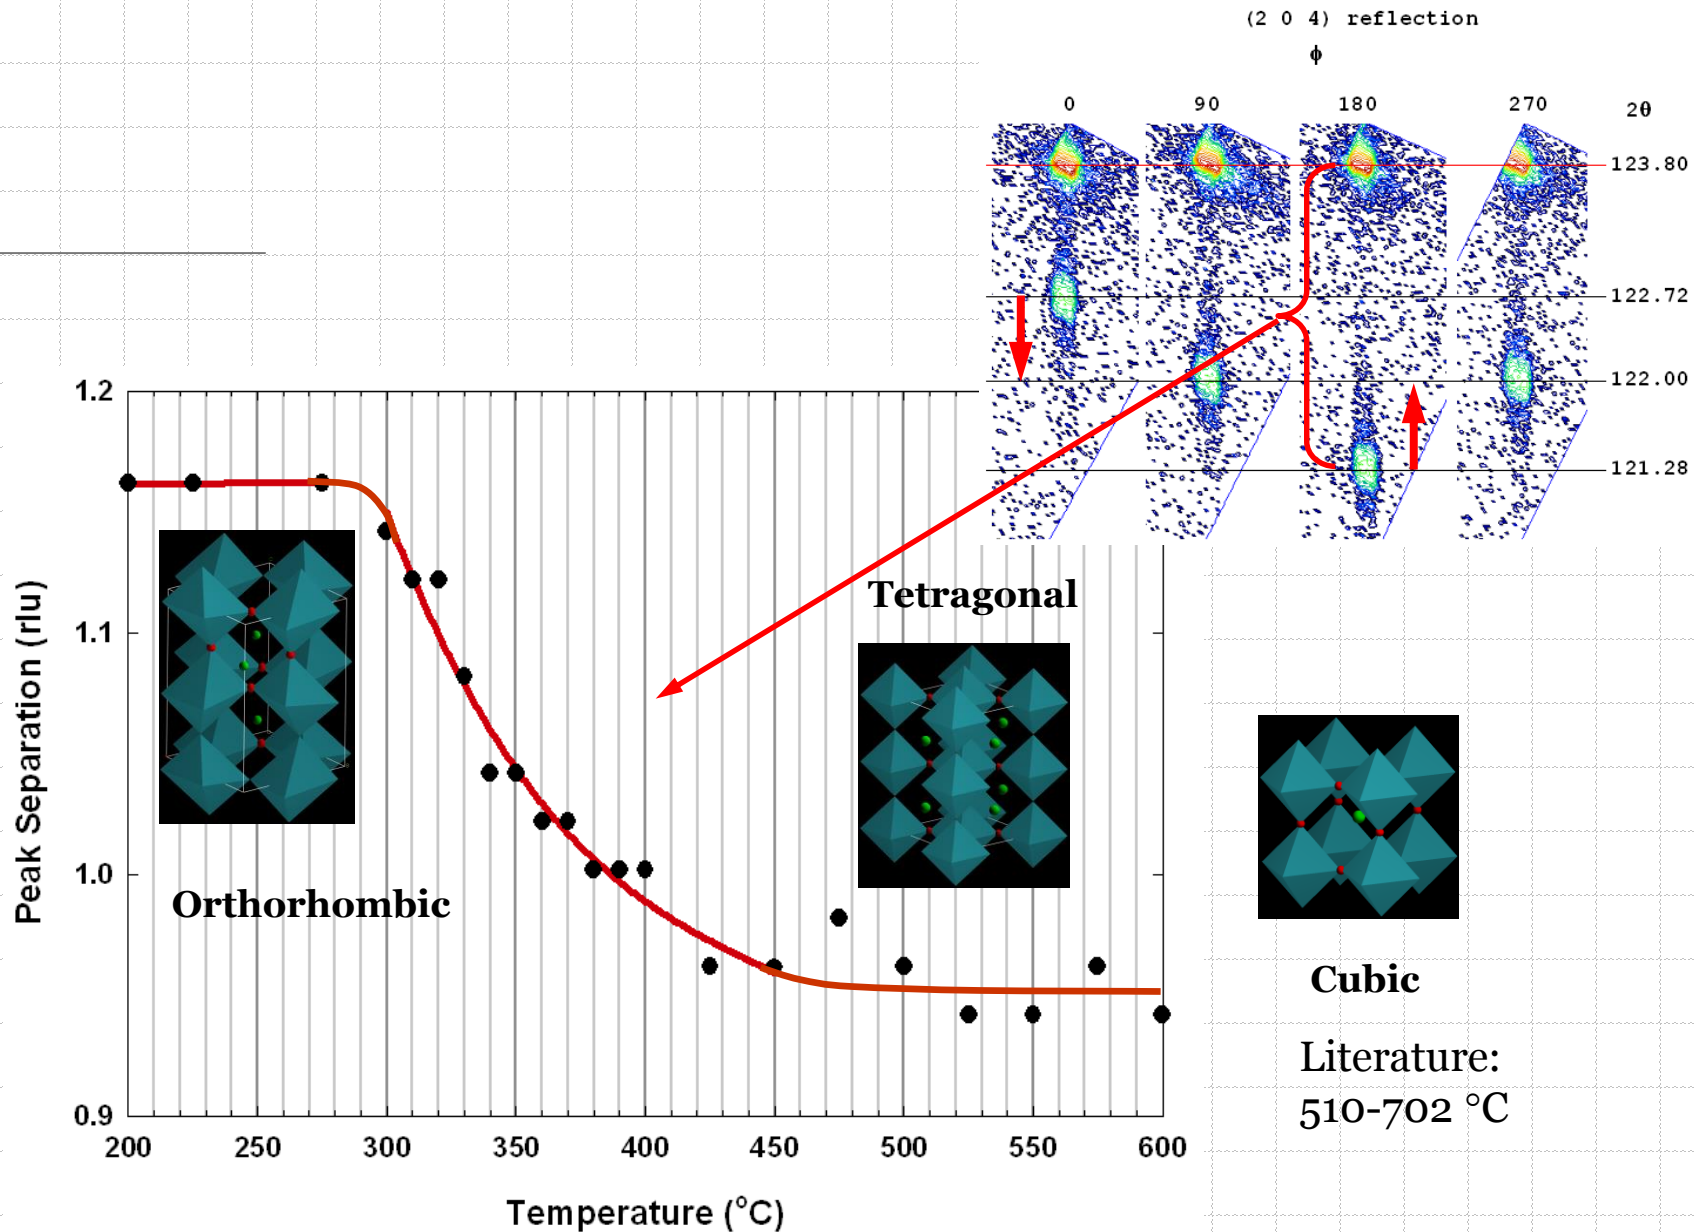 (2 0 4) reflection
ϕ
0 90 180 270 2θ
123.80
122.72
122.00
121.28
1.2
1.1
1.0
0.9
Peak Separation (rlu)
Tetragonal
Orthorhombic
Cubic
Literature:
510-702 °C
200 250 300 350 400 450 500 550 600
Temperature (°C)